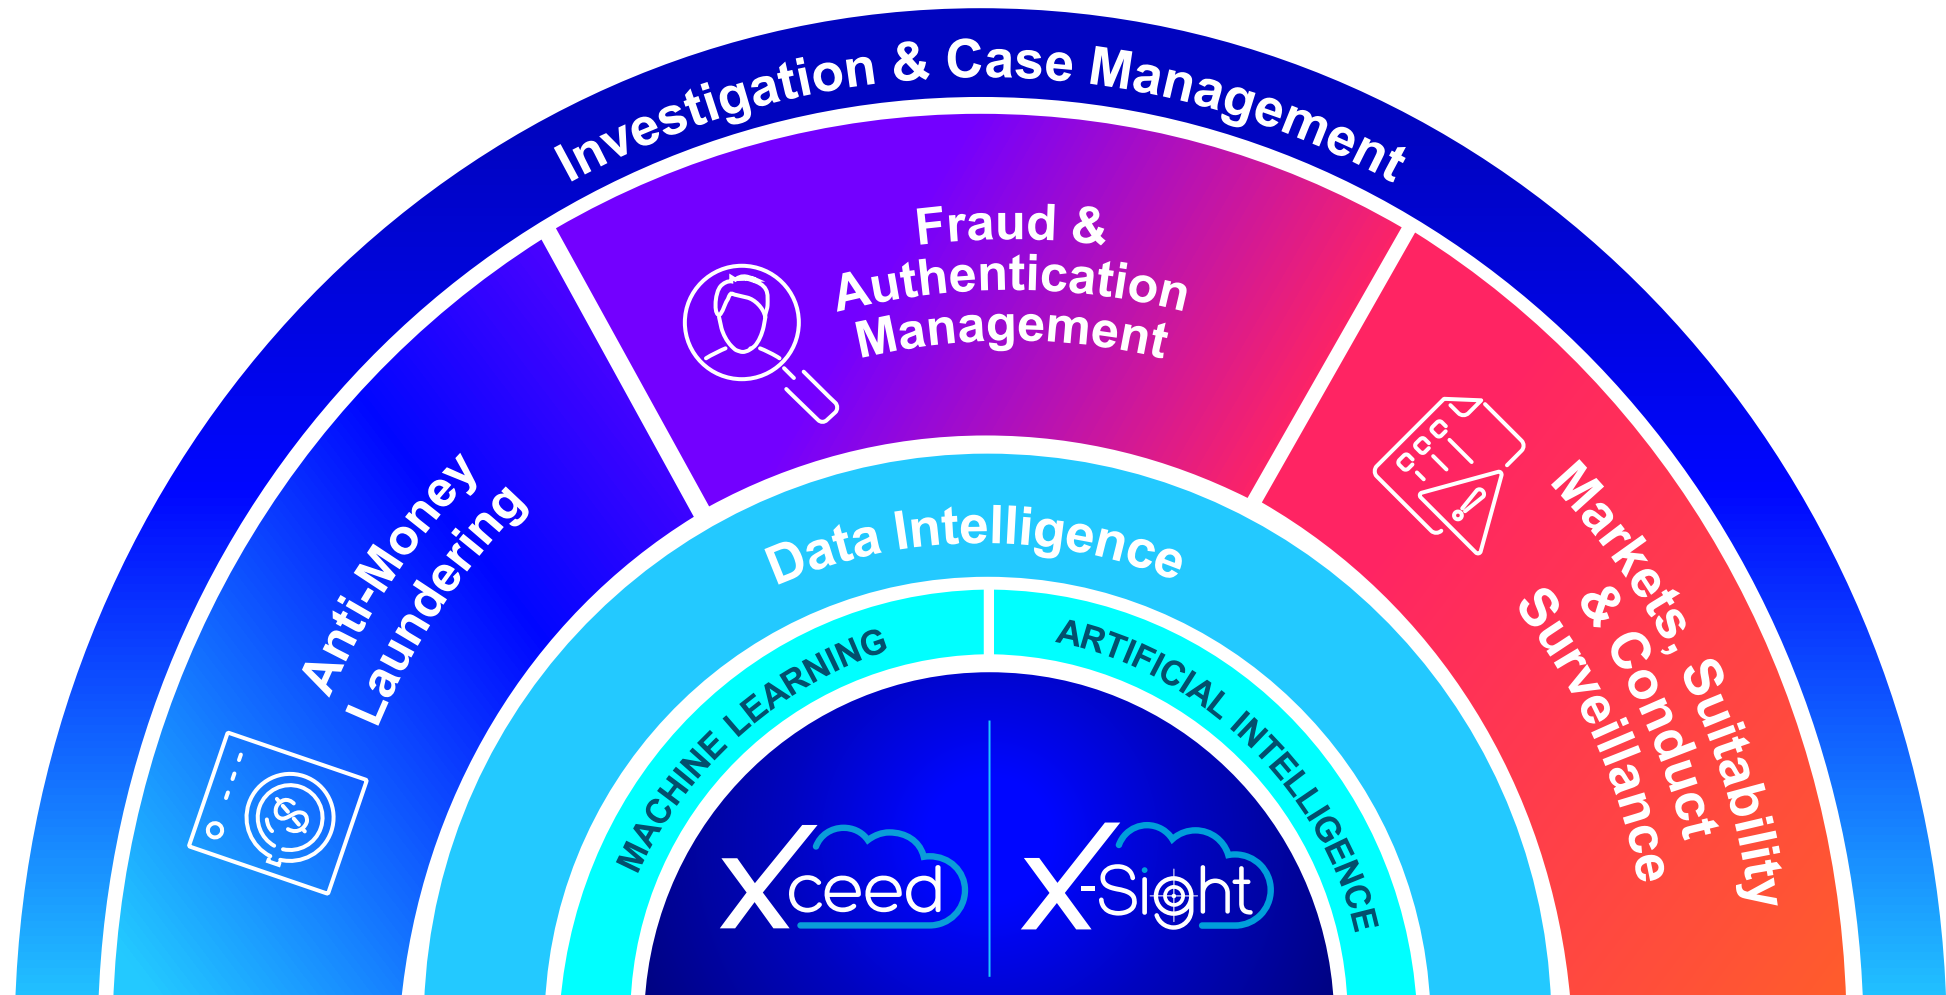 Investigation & Case Management
Fraud &
Authentication
Management
Anti-Money
Laundering
Markets, Suitability
& Conduct
Surveillance
Data Intelligence
MACHINE LEARNING
ARTIFICIAL INTELLIGENCE
Xceed
X-Sight
$
!